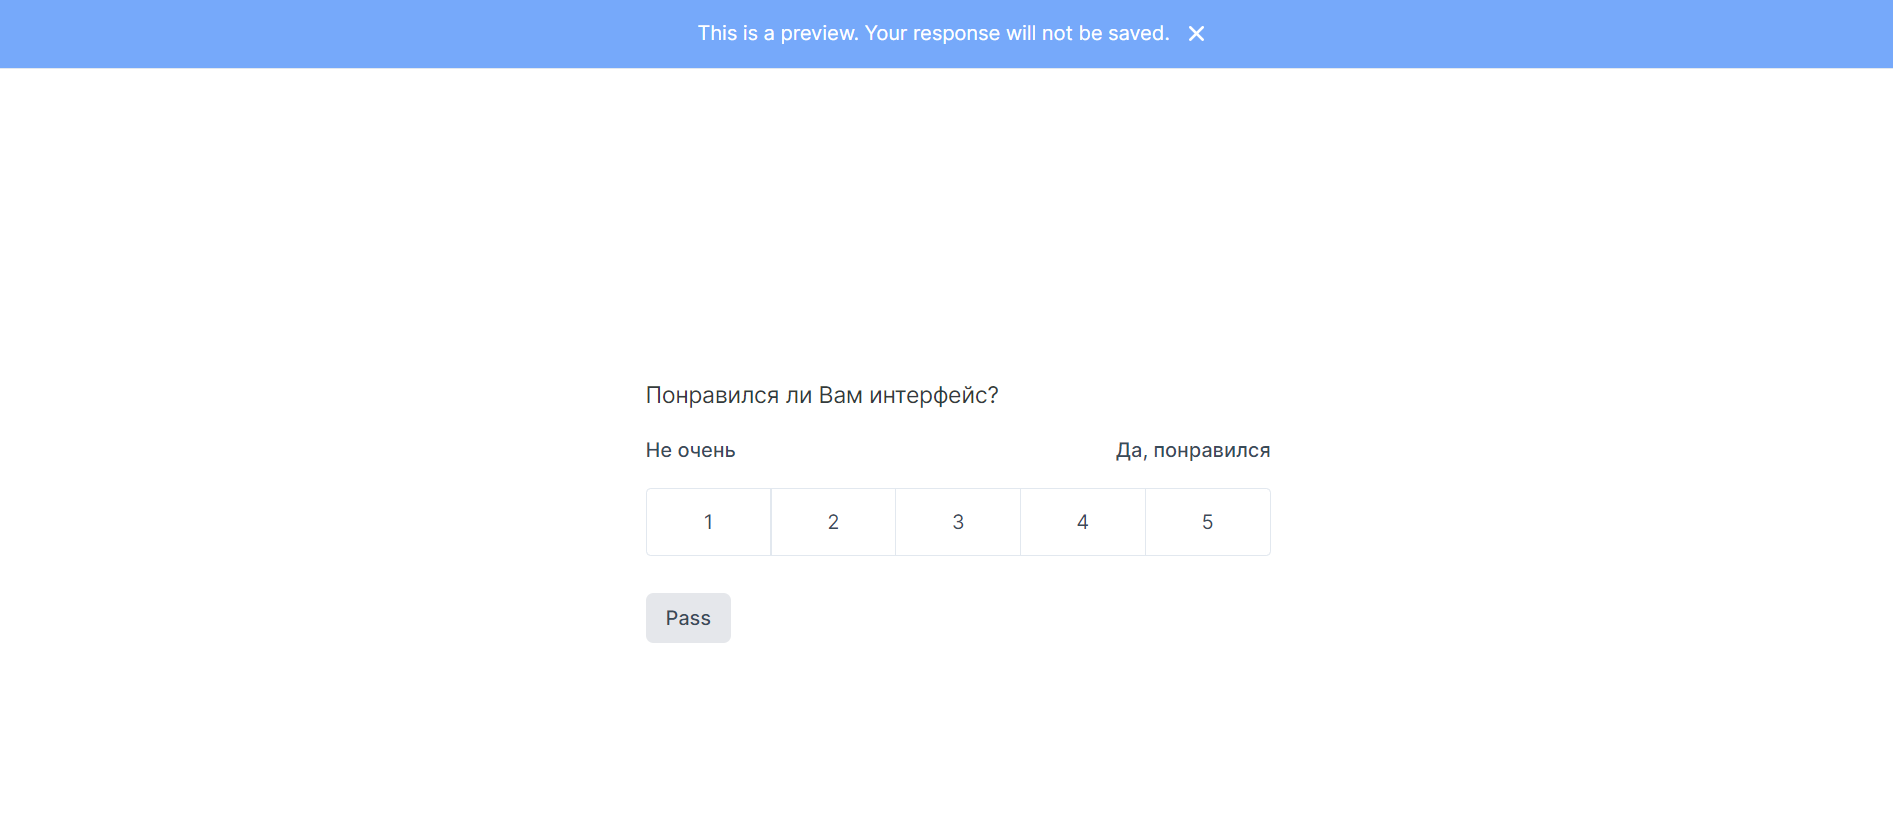 This is a preview. Your response will not be saved.
Понравился ли Вам интерфейс?
Не очень Да, понравился
1 2 3 4 5
Pass